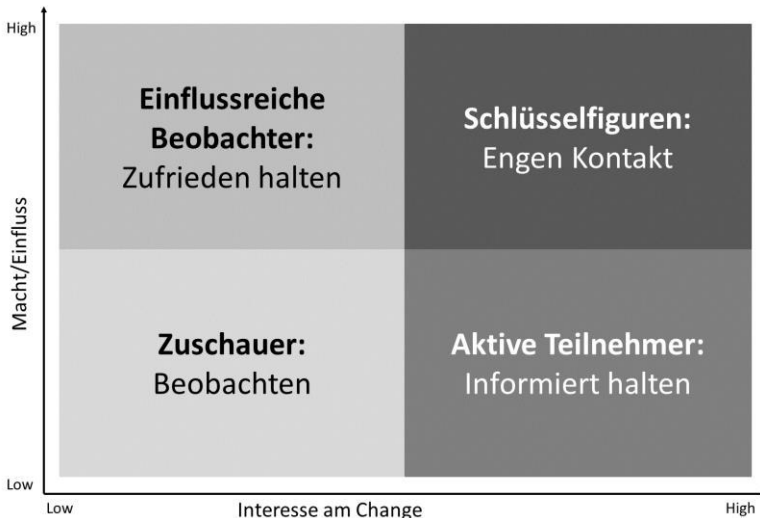 High
Einflussreiche
Beobachter:
Zufrieden halten
Schlüsselfiguren:
Engen Kontakt
Macht/Einfluss
Zuschauer:
Beobachten
Aktive Teilnehmer:
Informiert halten
Low
Low
Interesse am Change
High